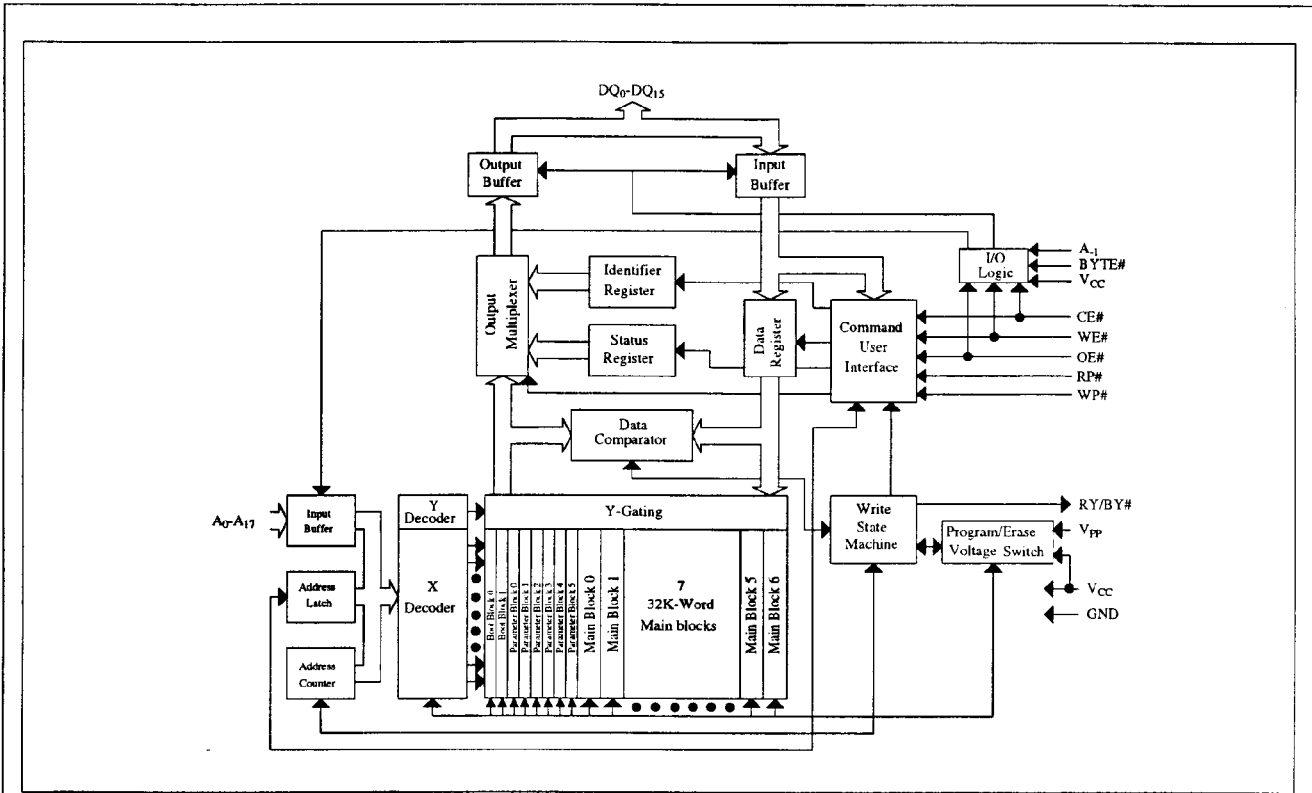 DQ0-DQ15
Output
Buffer
Input
Buffer
A-1
BYTE#
VCC
I/O
Logic
Identifier
Register
Output
Multiplexer
Status
Register
Data
Register
Command
User
Interface
CE#
WE#
OE#
RP#
WP#
Data
Comparator
A0-A17
Input
Buffer
Y
Decoder
Y-Gating
Write
State
Machine
RY/BY#
Program/Erase
Voltage Switch
VPP
VCC
GND
Address
Latch
X
Decoder
Address
Counter
Boot Block 0
Boot Block 1
Parameter Block 0
Parameter Block 1
Parameter Block 2
Parameter Block 3
Parameter Block 4
Parameter Block 5
Main Block 0
Main Block 1
7
32K-Word
Main blocks
Main Block 5
Main Block 6